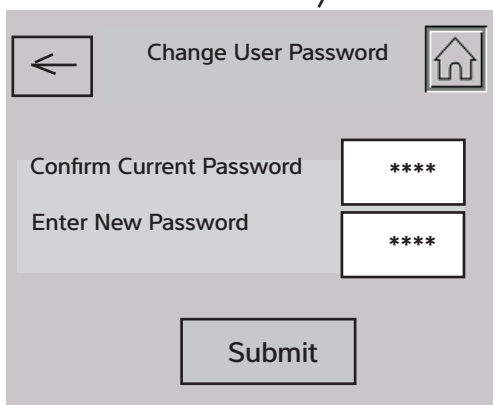 Change User Password
Confirm Current Password ****
Enter New Password ****
Submit